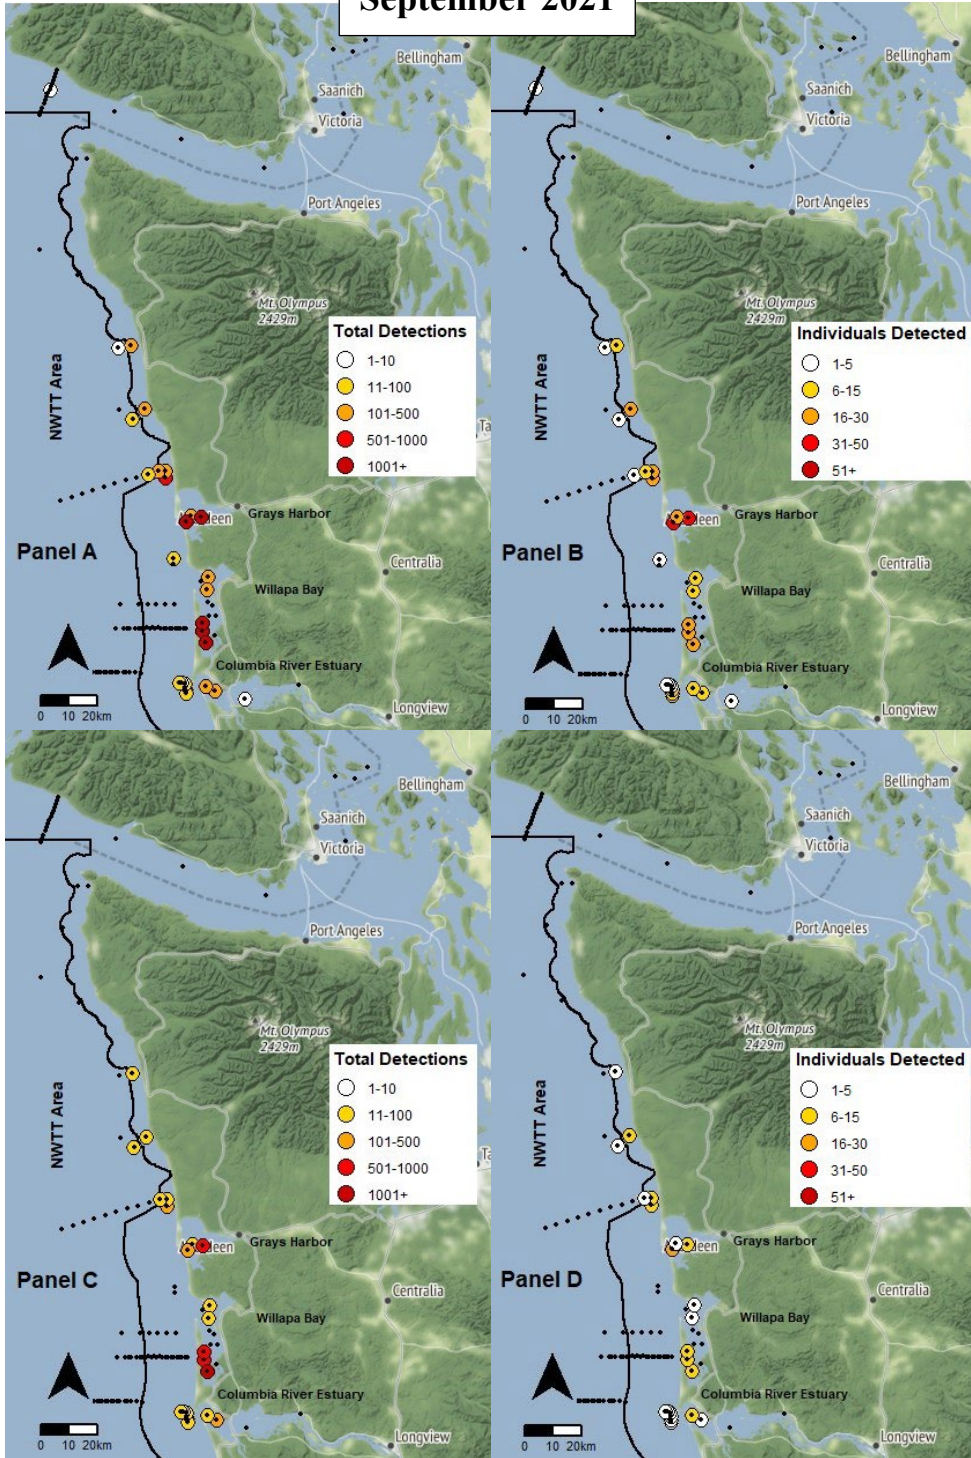 September 2021
Bellingham
Saanich
Victoria
Port Angeles
Mt. Olympus
2429m
NWTT Area
Total Detections
1-10
11-100
101-500
501-1000
1001+
Ta
Grays Harbor
Panel A
Centralia
Willapa Bay
Columbia River Estuary
Longview
0 10 20km
Bellingham
Saanich
Victoria
Port Angeles
Mt. Olympus
2429m
NWTT Area
Individuals Detected
1-5
6-15
16-30
31-50
51+
Grays Harbor
Panel B
Centralia
Willapa Bay
Columbia River Estuary
Longview
0 10 20km
Bellingham
Saanich
Victoria
Port Angeles
Mt. Olympus
2429m
NWTT Area
Total Detections
1-10
11-100
101-500
501-1000
1001+
Ta
Grays Harbor
Panel C
Centralia
Willapa Bay
Columbia River Estuary
Longview
0 10 20km
Bellingham
Saanich
Victoria
Port Angeles
Mt. Olympus
2429m
NWTT Area
Individuals Detected
1-5
6-15
16-30
31-50
51+
Grays Harbor
Panel D
Centralia
Willapa Bay
Columbia River Estuary
Longview
0 10 20km